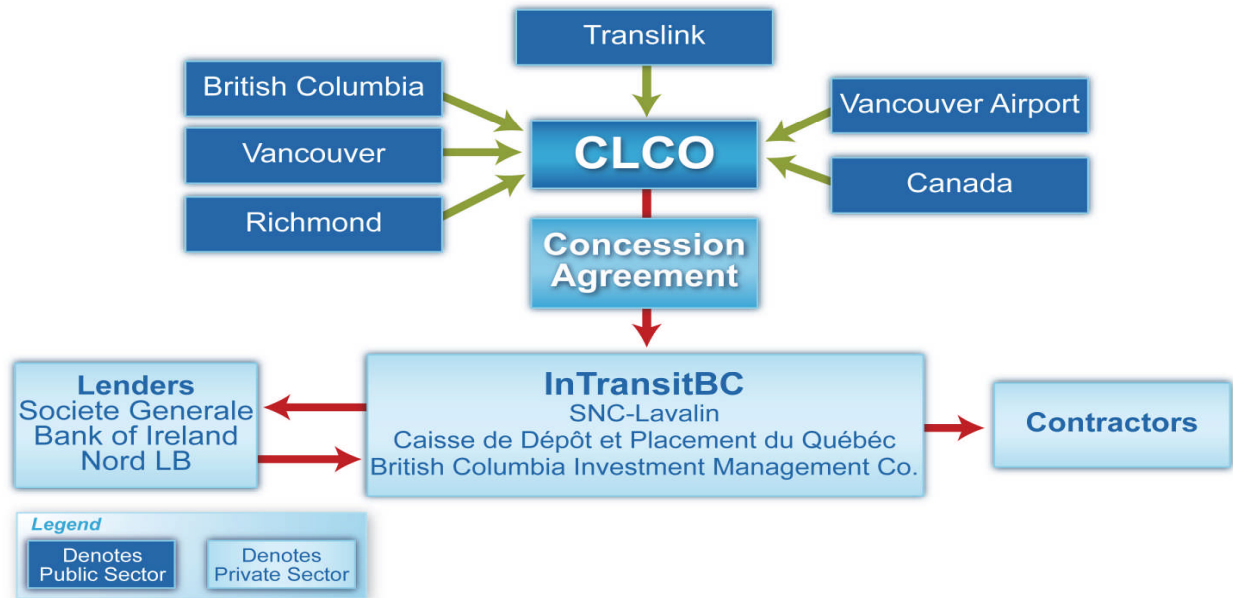 Translink
British Columbia
Vancouver Airport
CLCO
Vancouver
Canada
Richmond
Concession
Agreement
InTransitBC
SNC-Lavalin
Caisse de Dépôt et Placement du Québéc
British Columbia Investment Management Co.
Lenders
Societe Generale
Bank of Ireland
Nord LB
Contractors
Legend
Denotes
Public Sector
Denotes
Private Sector